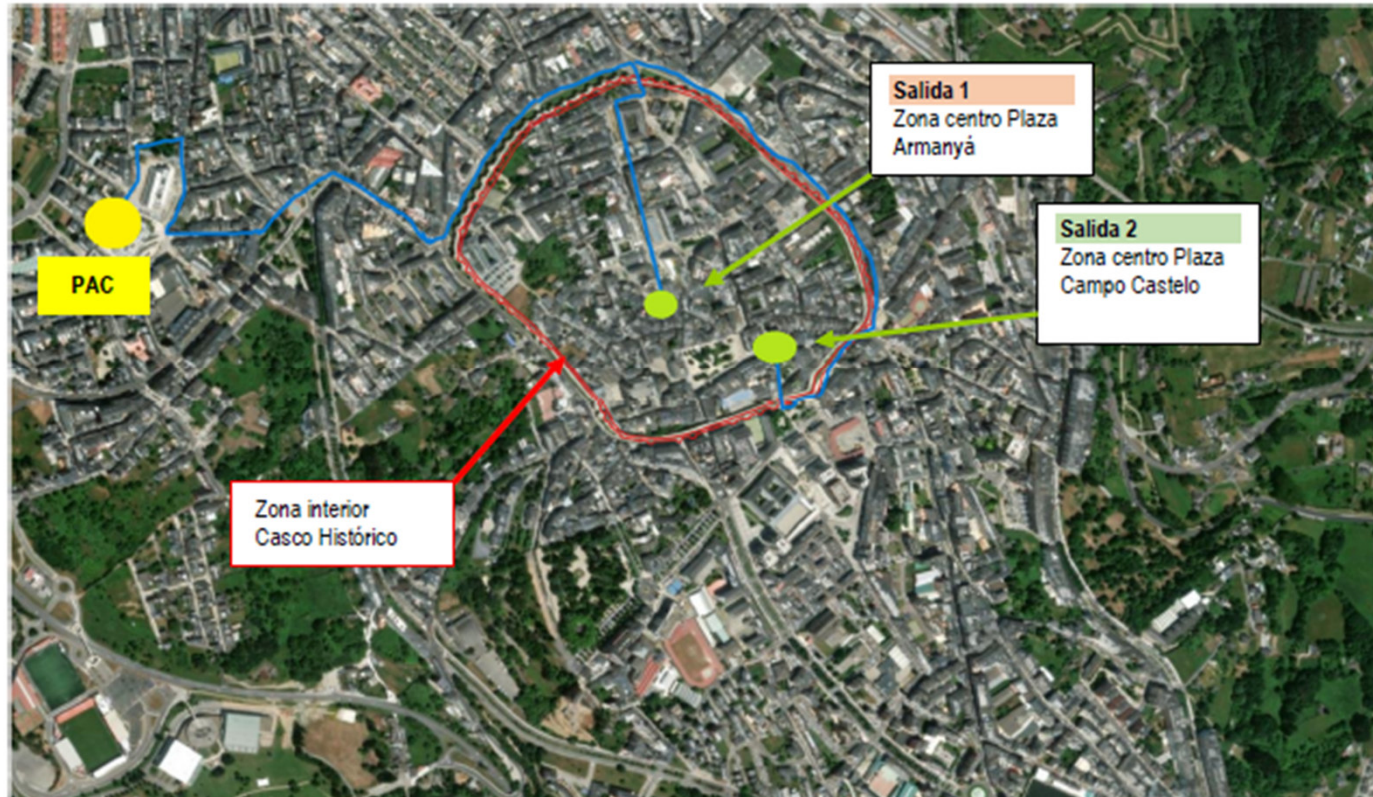 Salida 1
Zona centro Plaza
Armanyá
Salida 2
Zona centro Plaza
Campo Castelo
PAC
Zona interior
Casco Histórico